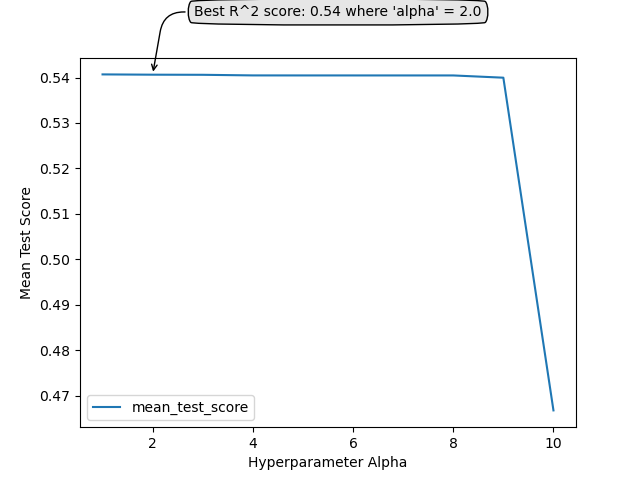 Best R^2 score: 0.54 where 'alpha' = 2.0
0.54
0.53
0.52
0.51
0.50
0.49
0.48
0.47
Mean Test Score
mean_test_score
2 4 6 8 10
Hyperparameter Alpha